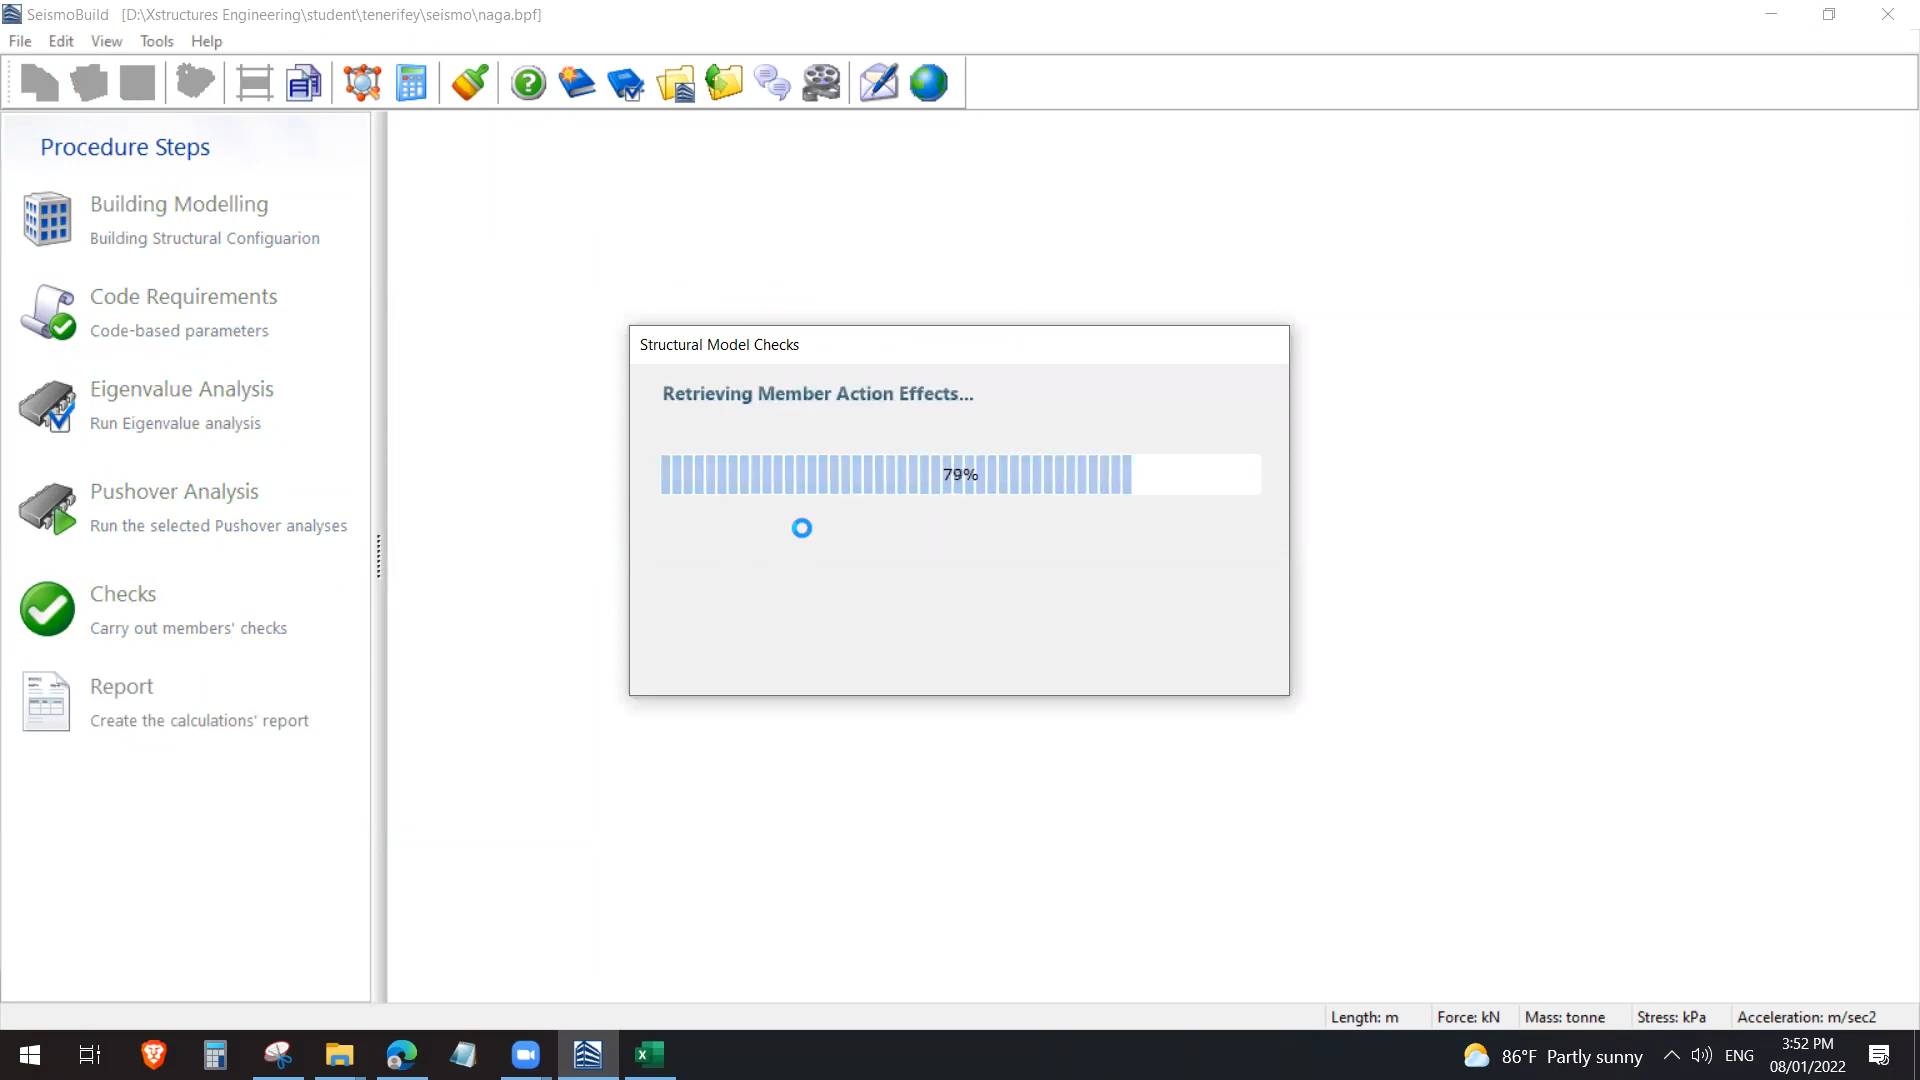 SeismoBuild [D:\Xstructures Engineering\student\tenerifey\seismo\naga.bpf]
File Edit View Tools Help
Procedure Steps
Building Modelling
Building Structural Configuarion
Code Requirements
Code-based parameters
Eigenvalue Analysis
Run Eigenvalue analysis
Pushover Analysis
Run the selected Pushover analyses
Checks
Carry out members' checks
Report
Create the calculations' report
Structural Model Checks
Retrieving Member Action Effects...
79%
Length: m Force: kN Mass: tonne Stress: kPa Acceleration: m/sec2
86°F Partly sunny ENG 3:52 PM
08/01/2022